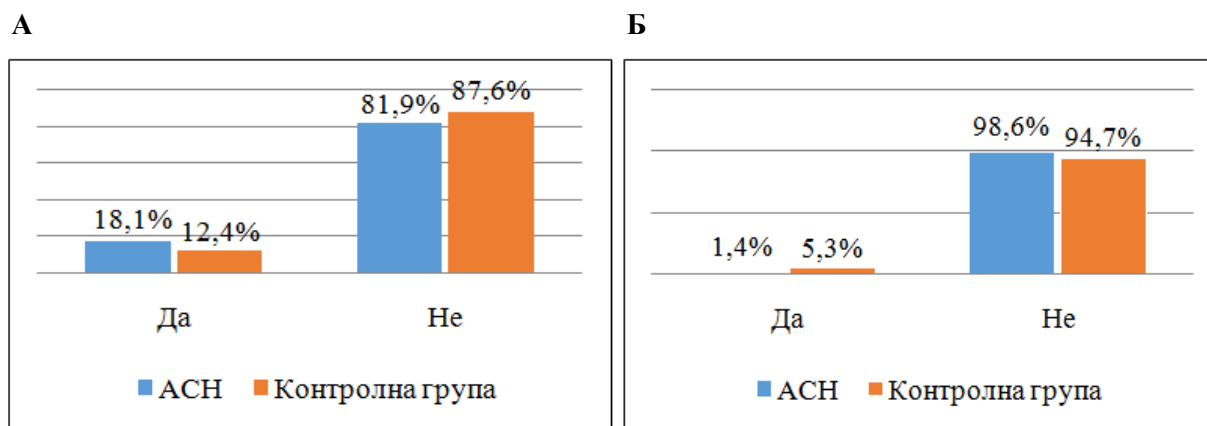 А
81,9%
87,6%
18,1%
12,4%
Да
Не
АСН
Контролна група
Б
98,6%
94,7%
1,4%
5,3%
Да
Не
АСН
Контролна група